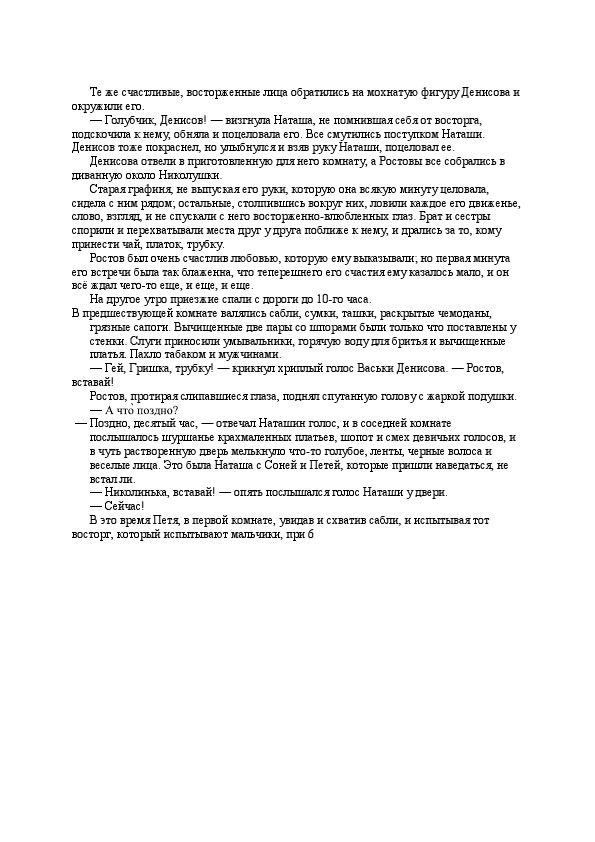 Те же счастливые, восторженные лица обратились на мохнатую фигуру Денисова и
окружили его.
— Голубчик, Денисов! — визгнула Наташа, не помнившая себя от восторга,
подскочила к нему, обняла и поцеловала его. Все смутились поступком Наташи.
Денисов тоже покраснел, но улыбнулся и взяв руку Наташи, поцеловал ее.
Денисова отвели в приготовленную для него комнату, а Ростовы все собрались в
диванную около Николушки.
Старая графиня, не выпуская его руки, которую она всякую минуту целовала,
сидела с ним рядом; остальные, столпившись вокруг них, ловили каждое его движенье,
слово, взгляд, и не спускали с него восторженно-влюбленных глаз. Брат и сестры
спорили и перехватывали места друг у друга поближе к нему, и дрались за то, кому
принести чай, платок, трубку.
Ростов был очень счастлив любовью, которую ему выказывали; но первая минута
его встречи была так блаженна, что теперешнего его счастия ему казалось мало, и он
всё ждал чего-то еще, и еще, и еще.
На другое утро приезжие спали с дороги до 10-го часа.
В предшествующей комнате валялись сабли, сумки, ташки, раскрытые чемоданы,
грязные сапоги. Вычищенные две пары со шпорами были только что поставлены у
стенки. Слуги приносили умывальники, горячую воду для бритья и вычищенные
платья. Пахло табаком и мужчинами.
— Гей, Гришка, трубку! — крикнул хриплый голос Васьки Денисова. — Ростов,
вставай!
Ростов, протирая слипавшиеся глаза, поднял спутанную голову с жаркой подушки.
— А что̀ поздно?
— Поздно, десятый час, — отвечал Наташин голос, и в соседней комнате
послышалось шуршанье крахмаленных платьев, шопот и смех девичьих голосов, и
в чуть растворенную дверь мелькнуло что-то голубое, ленты, черные волоса и
веселые лица. Это была Наташа с Соней и Петей, которые пришли наведаться, не
встал ли.
— Николинька, вставай! — опять послышался голос Наташи у двери.
— Сейчас!
В это время Петя, в первой комнате, увидав и схватив сабли, и испытывая тот
восторг, который испытывают мальчики, при б